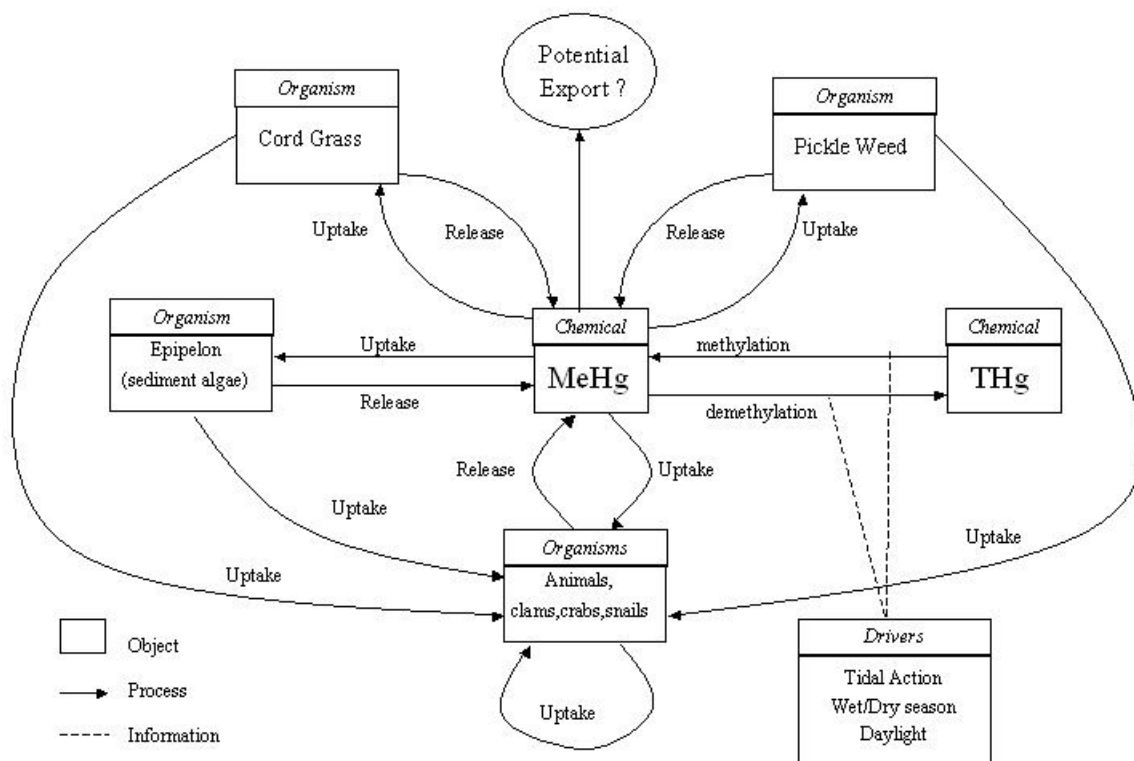 Potential
Export ?
Organism
Cord Grass
Organism
Pickle Weed
Uptake
Release
Release
Uptake
Organism
Epipelon
(sediment algae)
Uptake
Release
Chemical
MeHg
methylation
demethylation
Chemical
THg
Release
Uptake
Uptake
Uptake
Uptake
Organisms
Animals,
clams,crabs,snails
Uptake
Drivers
Tidal Action
Wet/Dry season
Daylight
Object
Process
Information